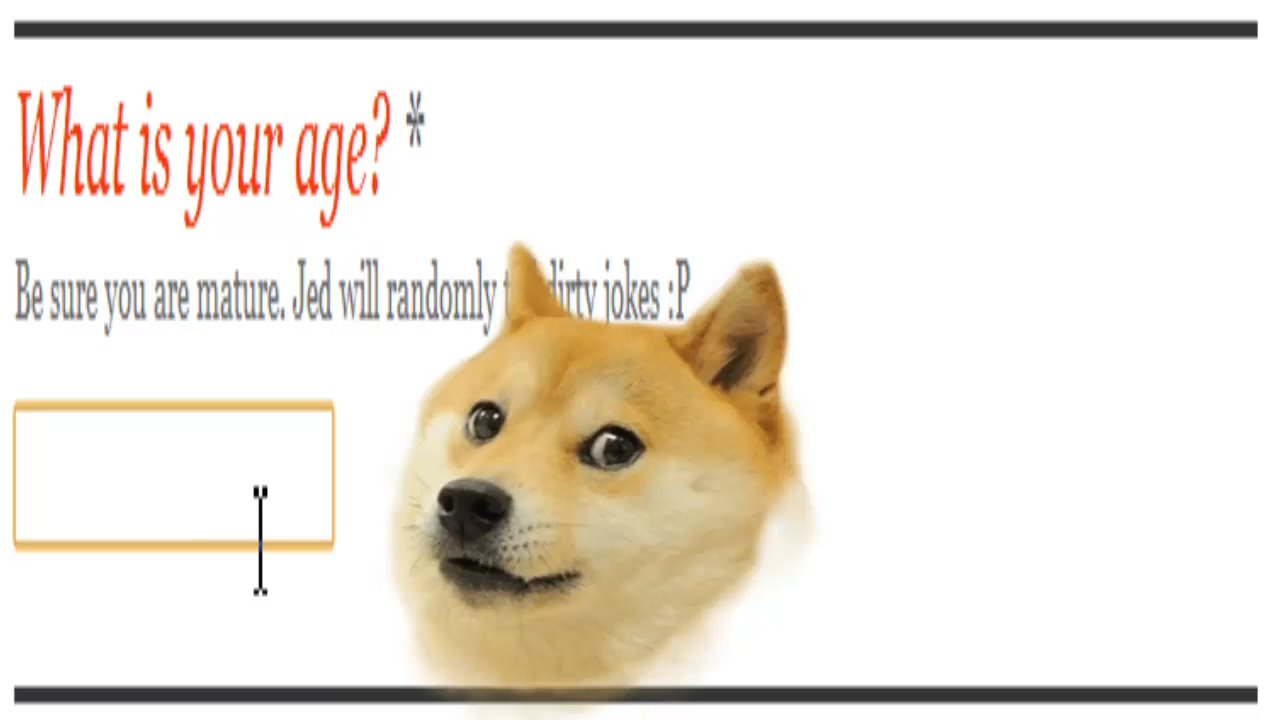 What is your age? *
Be sure you are mature. Jed will randomly dirty jokes :P